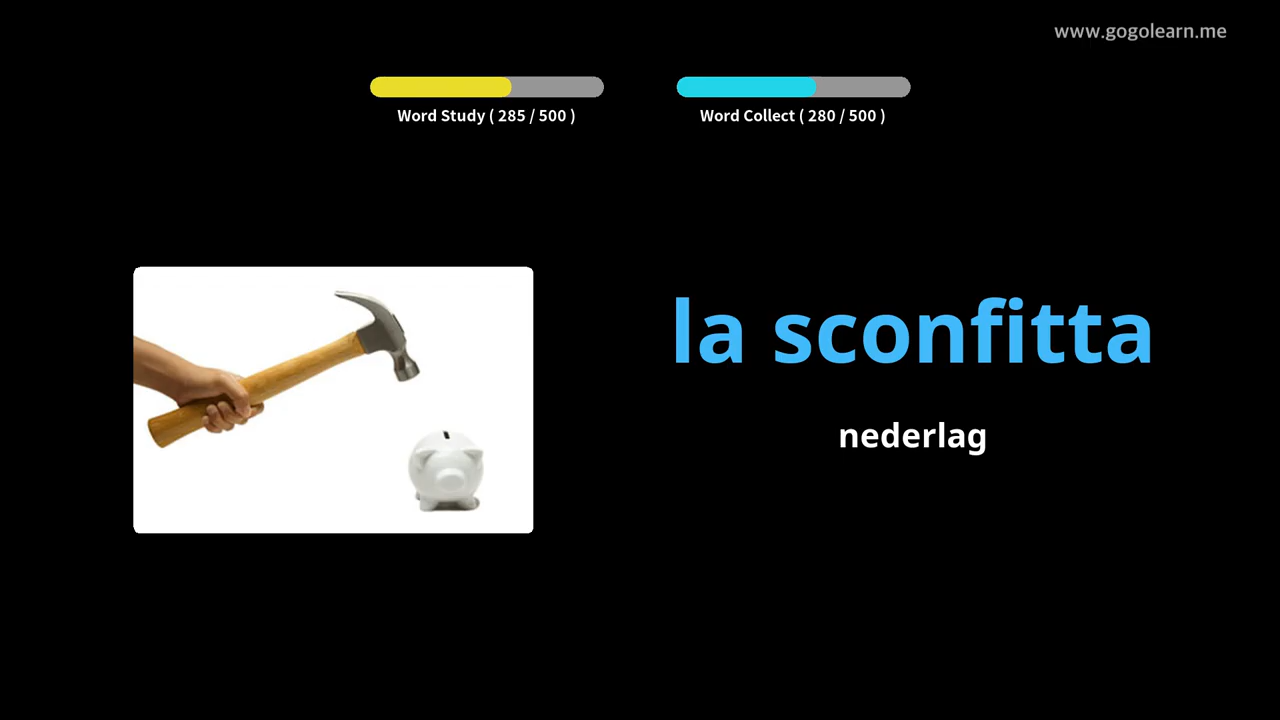 www.gogolearn.me
Word Study ( 285 / 500 )
Word Collect ( 280 / 500 )
la sconfitta
nederlag